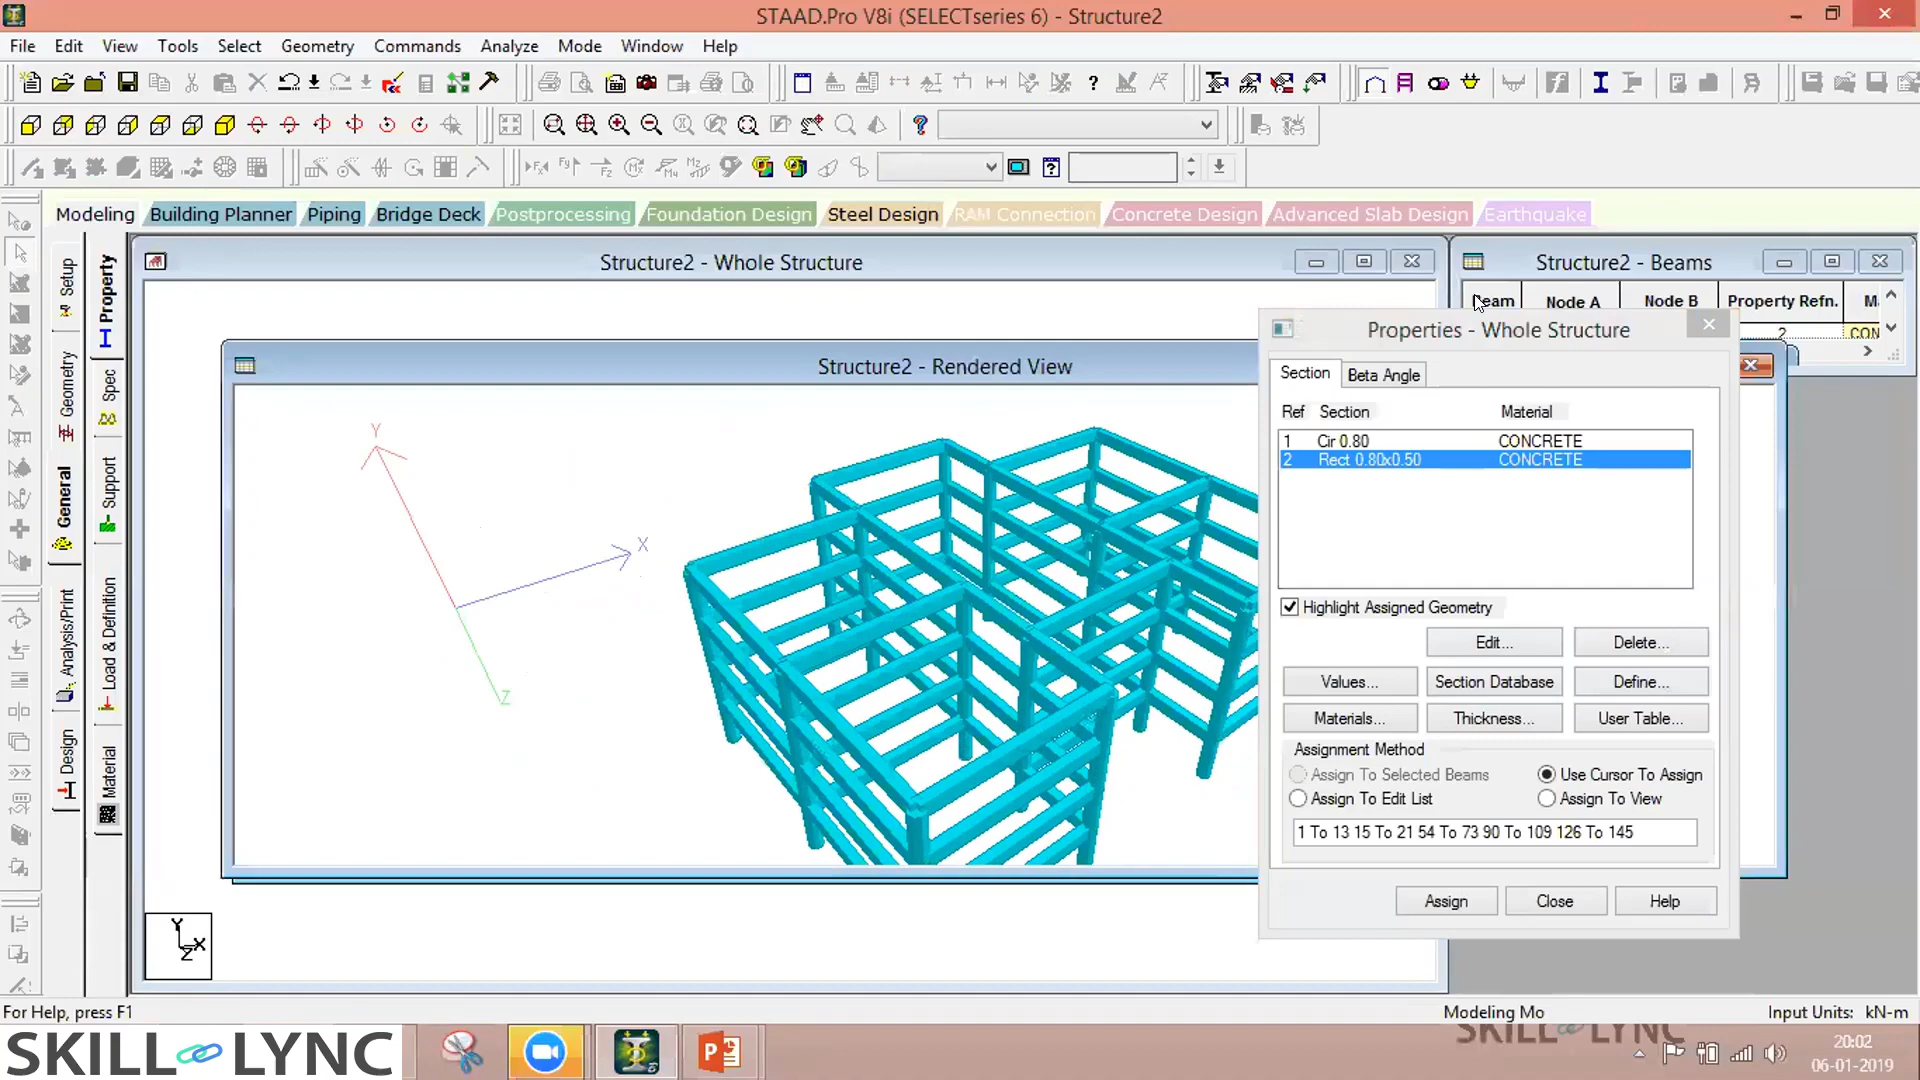 STAAD.Pro V8i (SELECTseries 6) - Structure2
File Edit View Tools Select Geometry Commands Analyze Mode Window Help
Modeling Building Planner Piping Bridge Deck Postprocessing Foundation Design Steel Design RAM Connection Concrete Design Advanced Slab Design Earthquake
Setup
Geometry
General
Analysis/Print
Design
Property
Spec
Support
Load & Definition
Material
Structure2 - Whole Structure
Structure2 - Beams
Beam Node A Node B Property Refn. M
2 CON
Structure2 - Rendered View
Y
X
Z
Properties - Whole Structure
Section Beta Angle
Ref Section Material
1 Cir 0.80 CONCRETE
2 Rect 0.80x0.50 CONCRETE
Highlight Assigned Geometry
Edit... Delete...
Values... Section Database Define...
Materials... Thickness... User Table...
Assignment Method
Assign To Selected Beams Use Cursor To Assign
Assign To Edit List Assign To View
1 To 13 15 To 21 54 To 73 90 To 109 126 To 145
Assign Close Help
Y
X
Z
For Help, press F1
Modeling Mo
Input Units: kN-m
SKILL LYNC
SKILL LYNC
20:02
06-01-2019